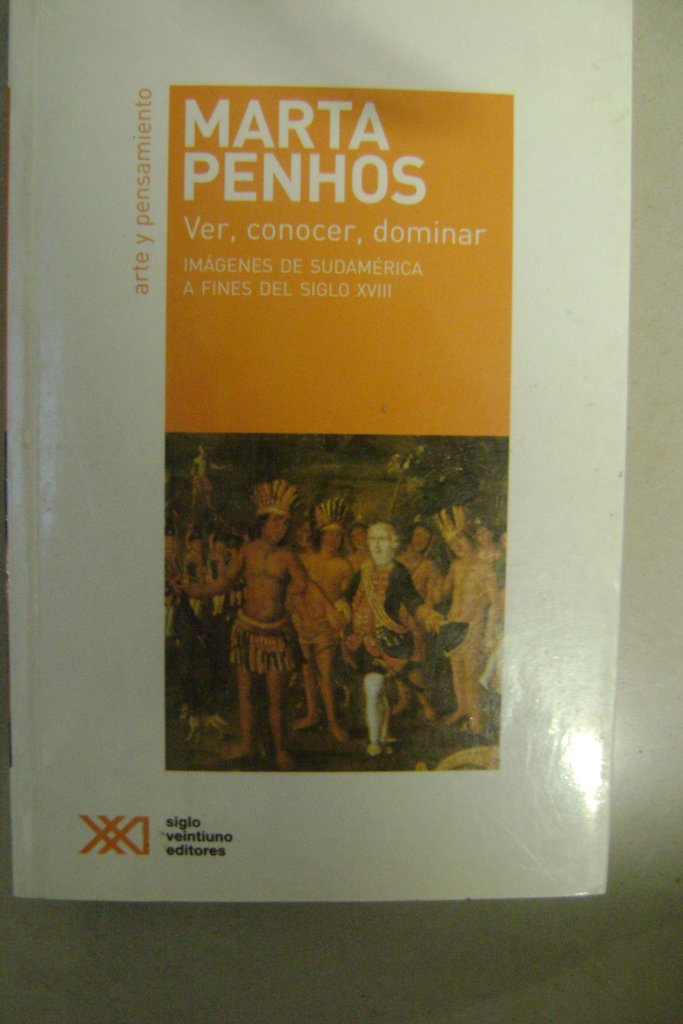 arte y pensamiento
MARTA
PENHOS
Ver, conocer, dominar
IMÁGENES DE SUDAMÉRICA
A FINES DEL SIGLO XVIII
siglo
veintiuno
editores